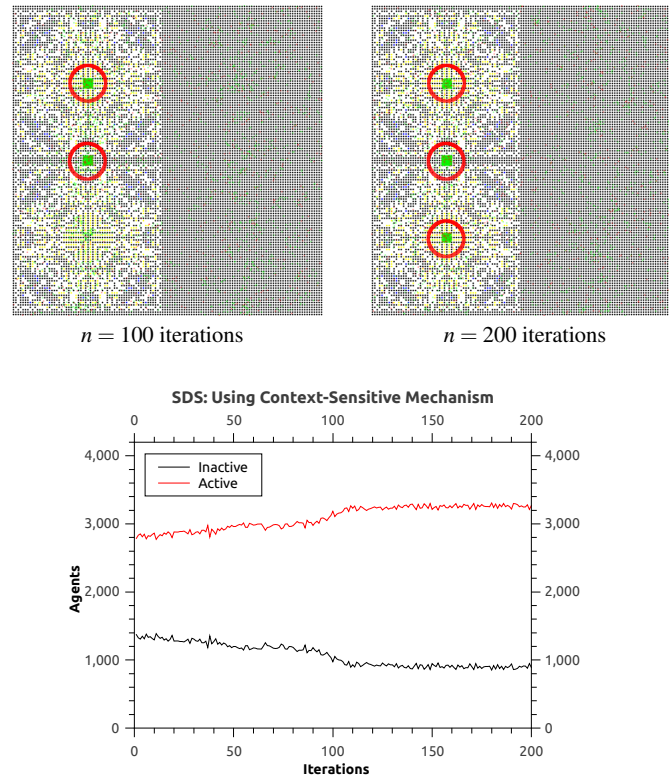 n = 100 iterations
n = 200 iterations
SDS: Using Context-Sensitive Mechanism
0 50 100 150 200
4,000 4,000
Inactive
Active
3,000 3,000
Agents
2,000 2,000
1,000 1,000
0 0
0 50 100 150 200
Iterations